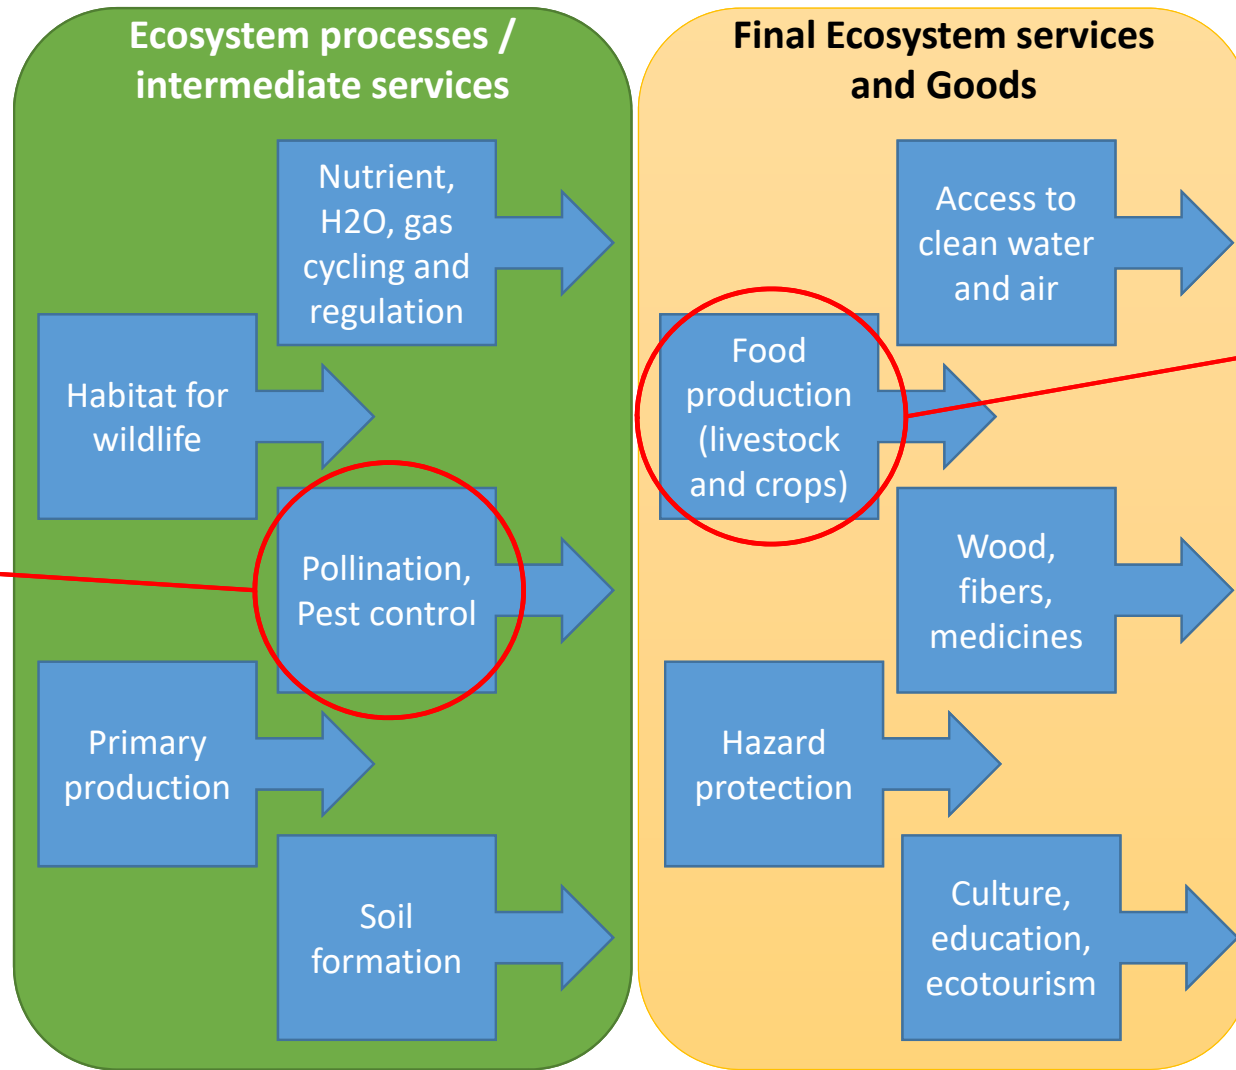 Ecosystem processes /
intermediate services
Nutrient,
H2O, gas
cycling and
regulation
Habitat for
wildlife
Pollination,
Pest control
Primary
production
Soil
formation
Final Ecosystem services
and Goods
Access to
clean water
and air
Food
production
(livestock
and crops)
Wood,
fibers,
medicines
Hazard
protection
Culture,
education,
ecotourism